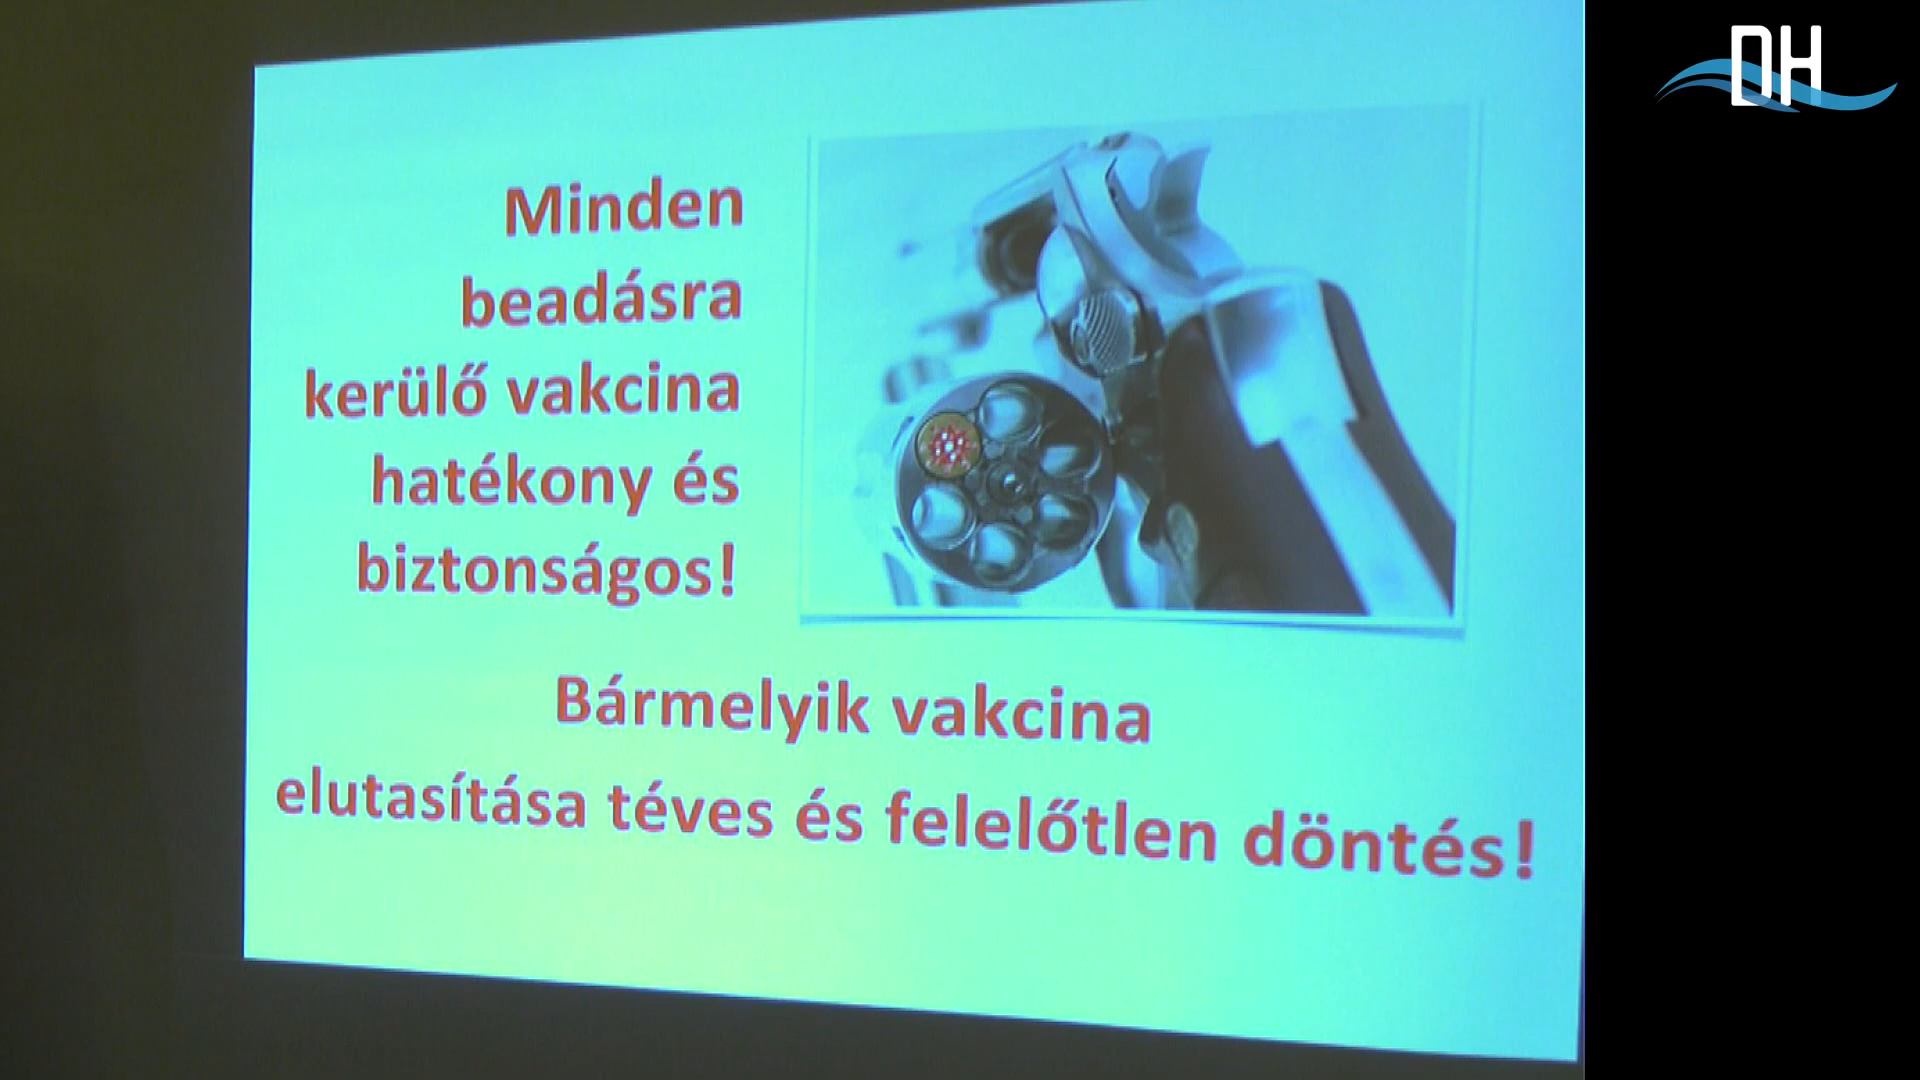 DH
Minden
beadásra
kerülő vakcina
hatékony és
biztonságos!
Bármelyik vakcina
elutasítása téves és felelőtlen döntés!